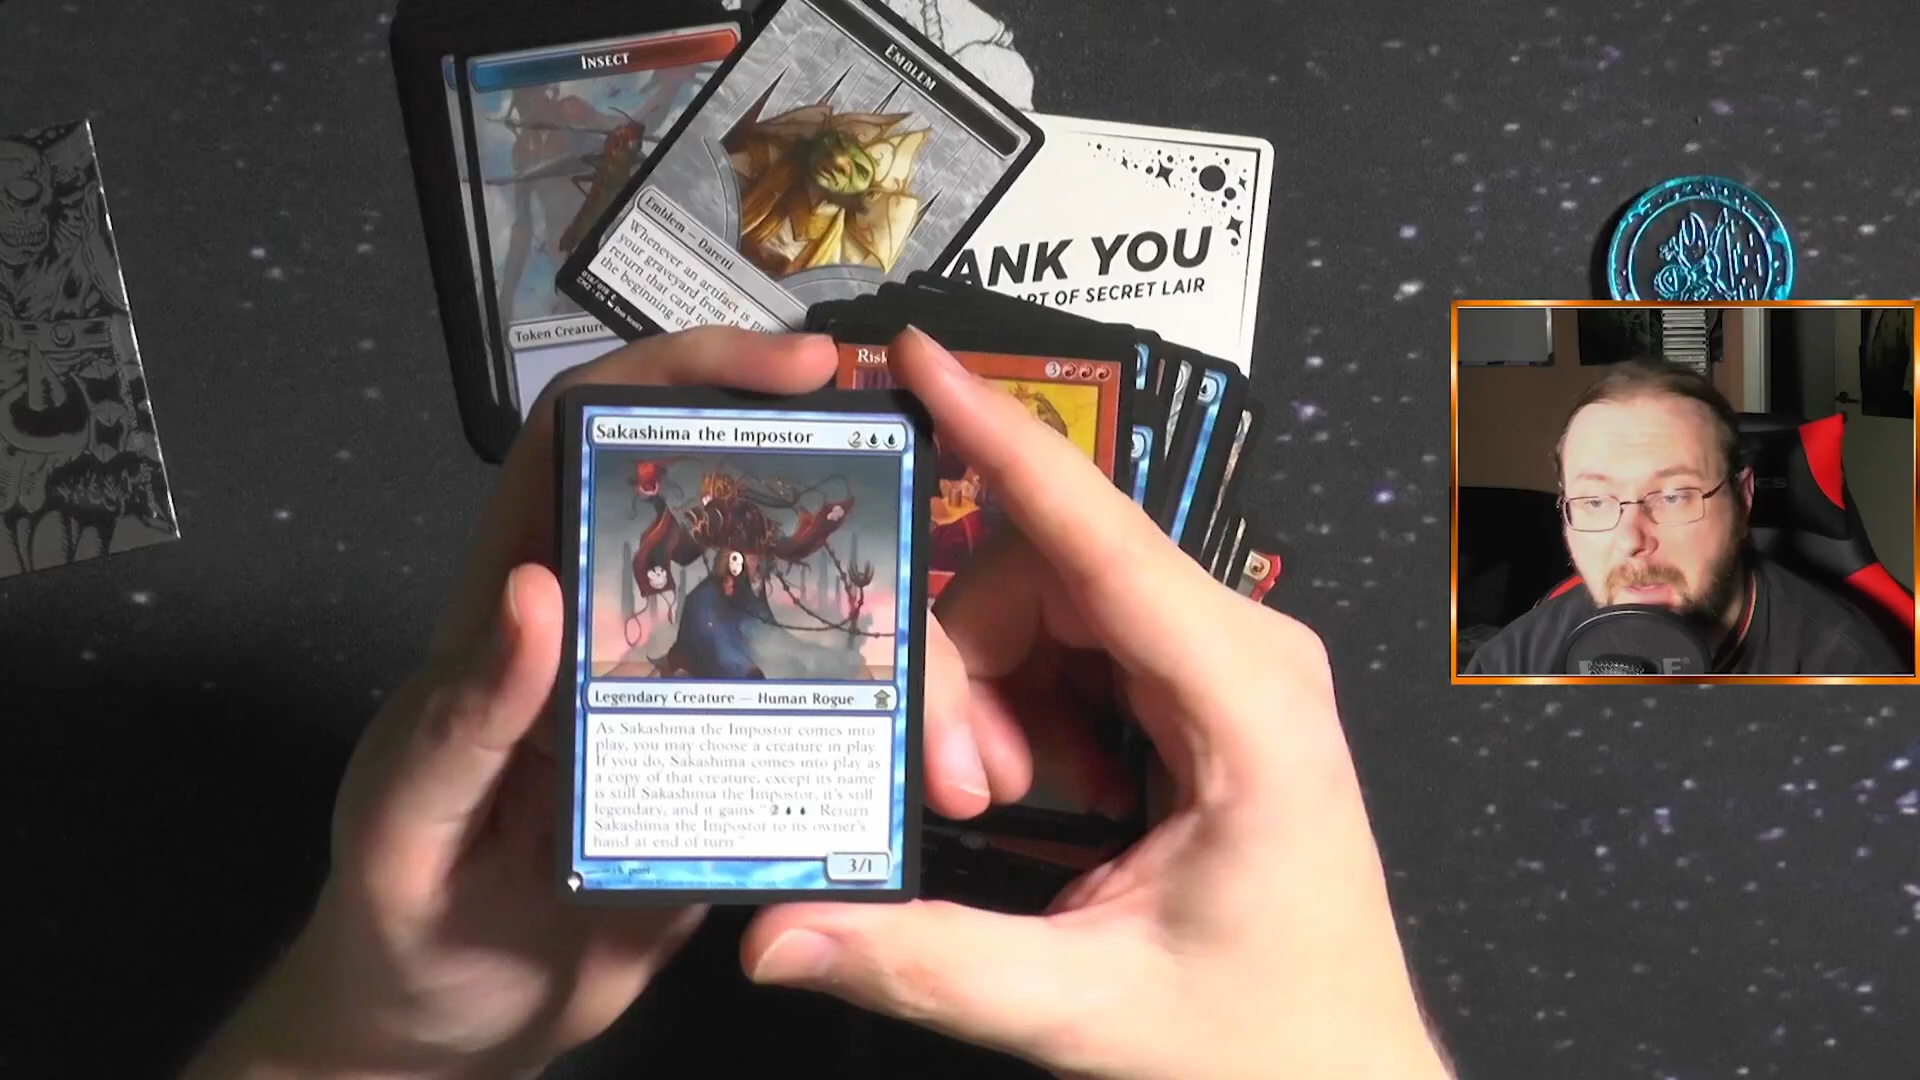 INSECT
Token Creature
EMBLEM
Emblem — Daretti
Whenever an artifact is pu
your graveyard from th
return that card to
the beginning of
ANK YOU
ART OF SECRET LAIR
Risk
3
Sakashima the Impostor 2
Legendary Creature — Human Rogue
As Sakashima the Impostor comes into
play, you may choose a creature in play.
If you do, Sakashima comes into play as
a copy of that creature, except its name
is still Sakashima the Impostor, it's still
legendary, and it gains "2 Return
Sakashima the Impostor to its owner's
hand at end of turn."
3/1